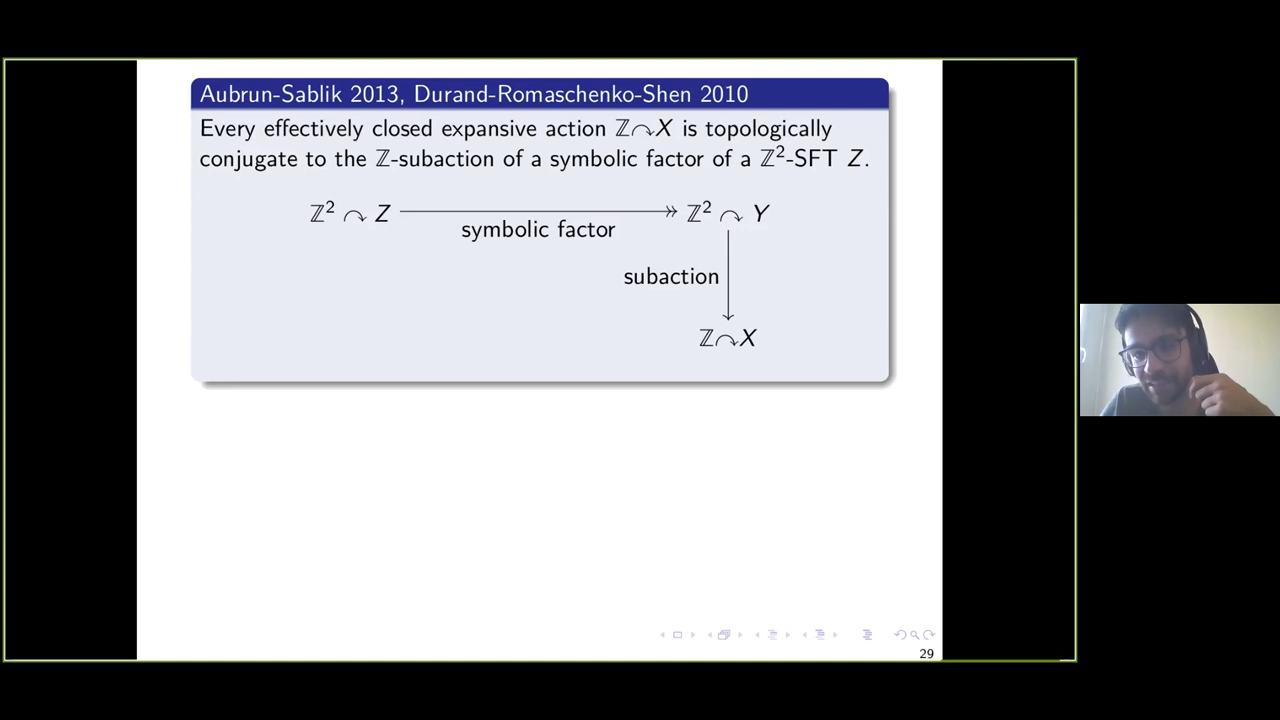 Aubrun-Sablik 2013, Durand-Romaschenko-Shen 2010
Every effectively closed expansive action ℤ↷X is topologically
conjugate to the ℤ-subaction of a symbolic factor of a ℤ²-SFT Z.
ℤ² ↷ Z ↠ ℤ² ↷ Y
symbolic factor
subaction
ℤ↷X
29